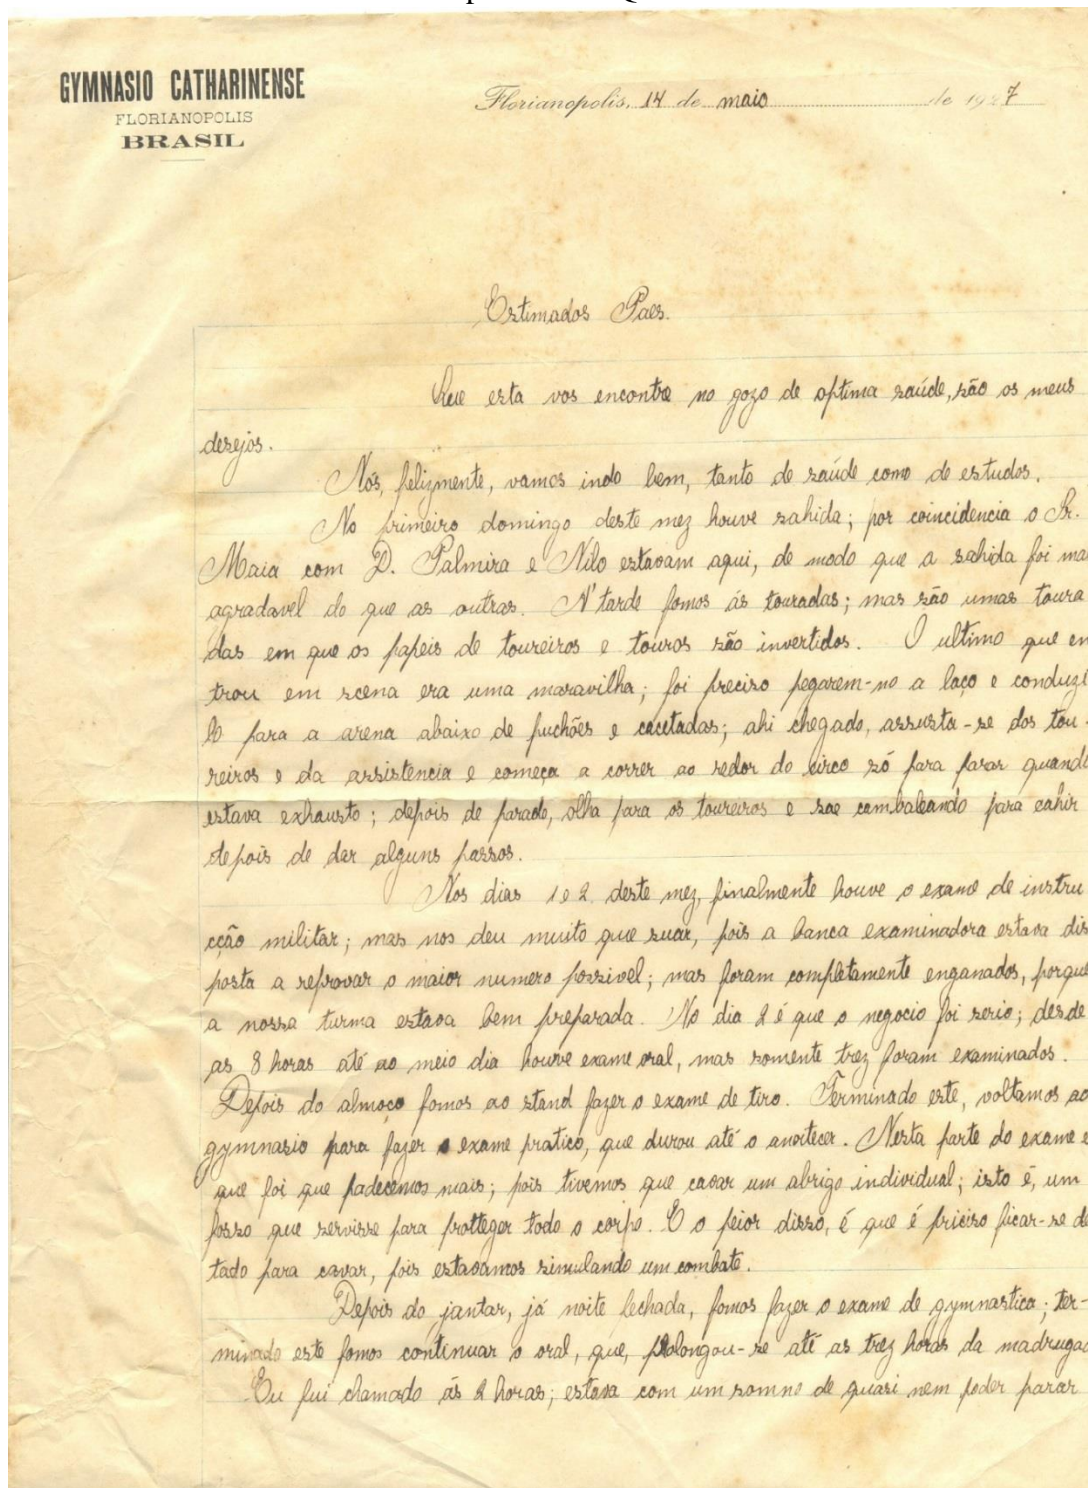 GYMNASIO CATHARINENSE
FLORIANOPOLIS
BRASIL
Florianopolis, 14 de maio de 1927
Estimados Paes.
Que esta vos encontre no gozo de optima saúde, são os meus
desejos.
Nós, felizmente, vamos indo bem, tanto de saúde como de estudos.
No primeiro domingo deste mez houve sahida; por coincidencia o Sr.
Maia com D. Palmira e Nilo estavam aqui, de modo que a sahida foi ma
agradavel do que as outras. A' tarde fomos ás touradas; mas são umas toura
das em que os papeis de toureiros e touros são invertidos. O ultimo que en
trou em scena era uma maravilha; foi preciso pegarem-no a laço e conduzi
lo para a arena abaixo de puchões e cacetadas; ahi chegado, assusta-se dos tou-
reiros e da assistencia e começa a correr ao redor do circo só para parar quando
estava exhausto; depois de parado, olha para os toureiros e sae cambaleando para cahir
depois de dar alguns passos.
Nos dias 1 e 2 deste mez, finalmente houve o exame de instru
cção militar; mas nos deu muito que suar, pois a banca examinadora estava dis
posta a reprovar o maior numero possivel; mas foram completamente enganados, porque
a nossa turma estava bem preparada. No dia 2 é que o negocio foi serio; desde
as 8 horas até ao meio dia houve exame oral, mas somente trez foram examinados.
Depois do almoço fomos ao stand fazer o exame de tiro. Terminado este, voltamos ao
gymnasio para fazer o exame pratico, que durou até o anoitecer. Nesta parte do exame e
que foi que padecemos mais; pois tivemos que cavar um abrigo individual; isto é, um
fosso que servisse para protteger todo o corpo. E o peior disso, é que é priciso ficar-se de
tado para cavar, pois estavamos simulando um combate.
Depois do jantar, já noite fechada, fomos fazer o exame de gymnastica; ter-
minado este fomos continuar o oral, que, prolongou-se até as trez horas da madrugad
Eu fui chamado ás 2 horas; estava com um somno de quasi nem poder parar